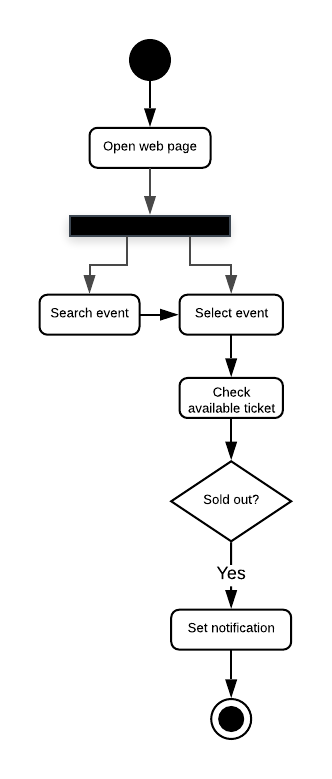 Open web page
Search event
Select event
Check
available ticket
Sold out?
Yes
Set notification